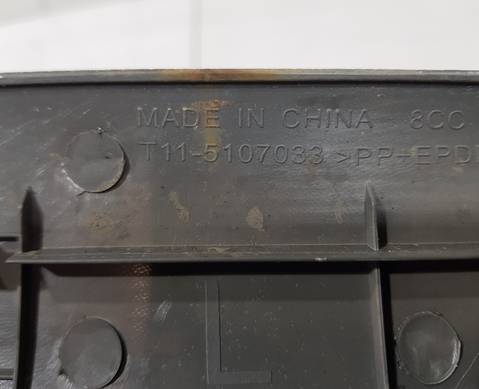 MADE IN CHINA 8CC
T11-5107033 >PP+EPD
L